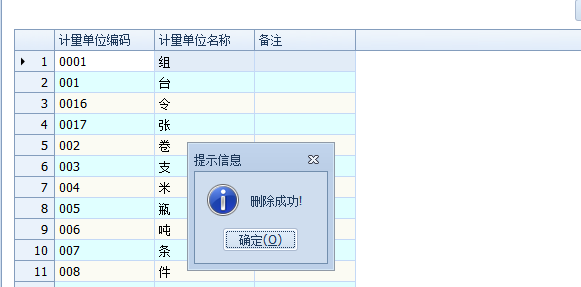 计量单位编码 计量单位名称 备注
1 0001 组
2 001 台
3 0016 令
4 0017 张
5 002 卷
6 003 支
7 004 米
8 005 瓶
9 006 吨
10 007 条
11 008 件
提示信息
删除成功!
确定(O)